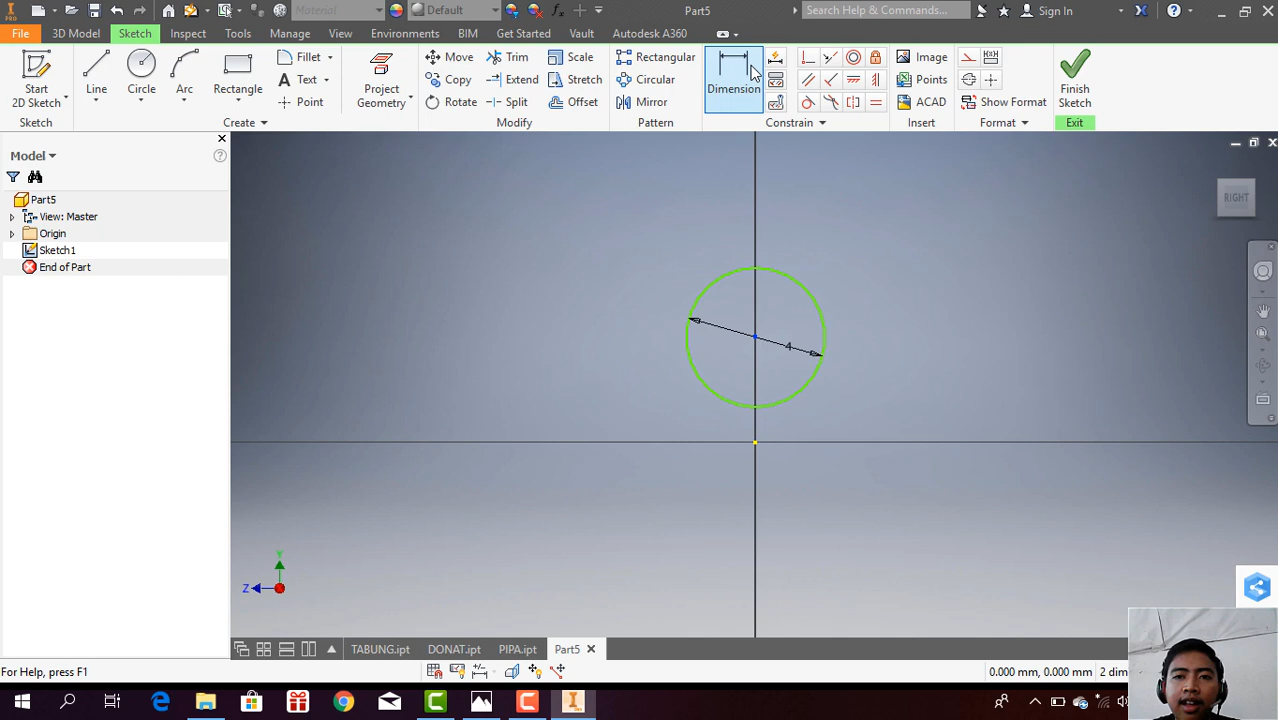 PRO
Material
Default
fx
Part5
Search Help & Commands...
Sign In
File
3D Model
Sketch
Inspect
Tools
Manage
View
Environments
BIM
Get Started
Vault
Autodesk A360
Start
2D Sketch
Line
Circle
Arc
Rectangle
Fillet
Text
Point
Project
Geometry
Move
Copy
Rotate
Trim
Extend
Split
Scale
Stretch
Offset
Rectangular
Circular
Mirror
Dimension
Image
Points
ACAD
Show Format
Finish
Sketch
Sketch
Create
Modify
Pattern
Constrain
Insert
Format
Exit
Model
Part5
View: Master
Origin
Sketch1
End of Part
RIGHT
4
Y
Z
TABUNG.ipt
DONAT.ipt
PIPA.ipt
Part5
For Help, press F1
0.000 mm, 0.000 mm
2 dim